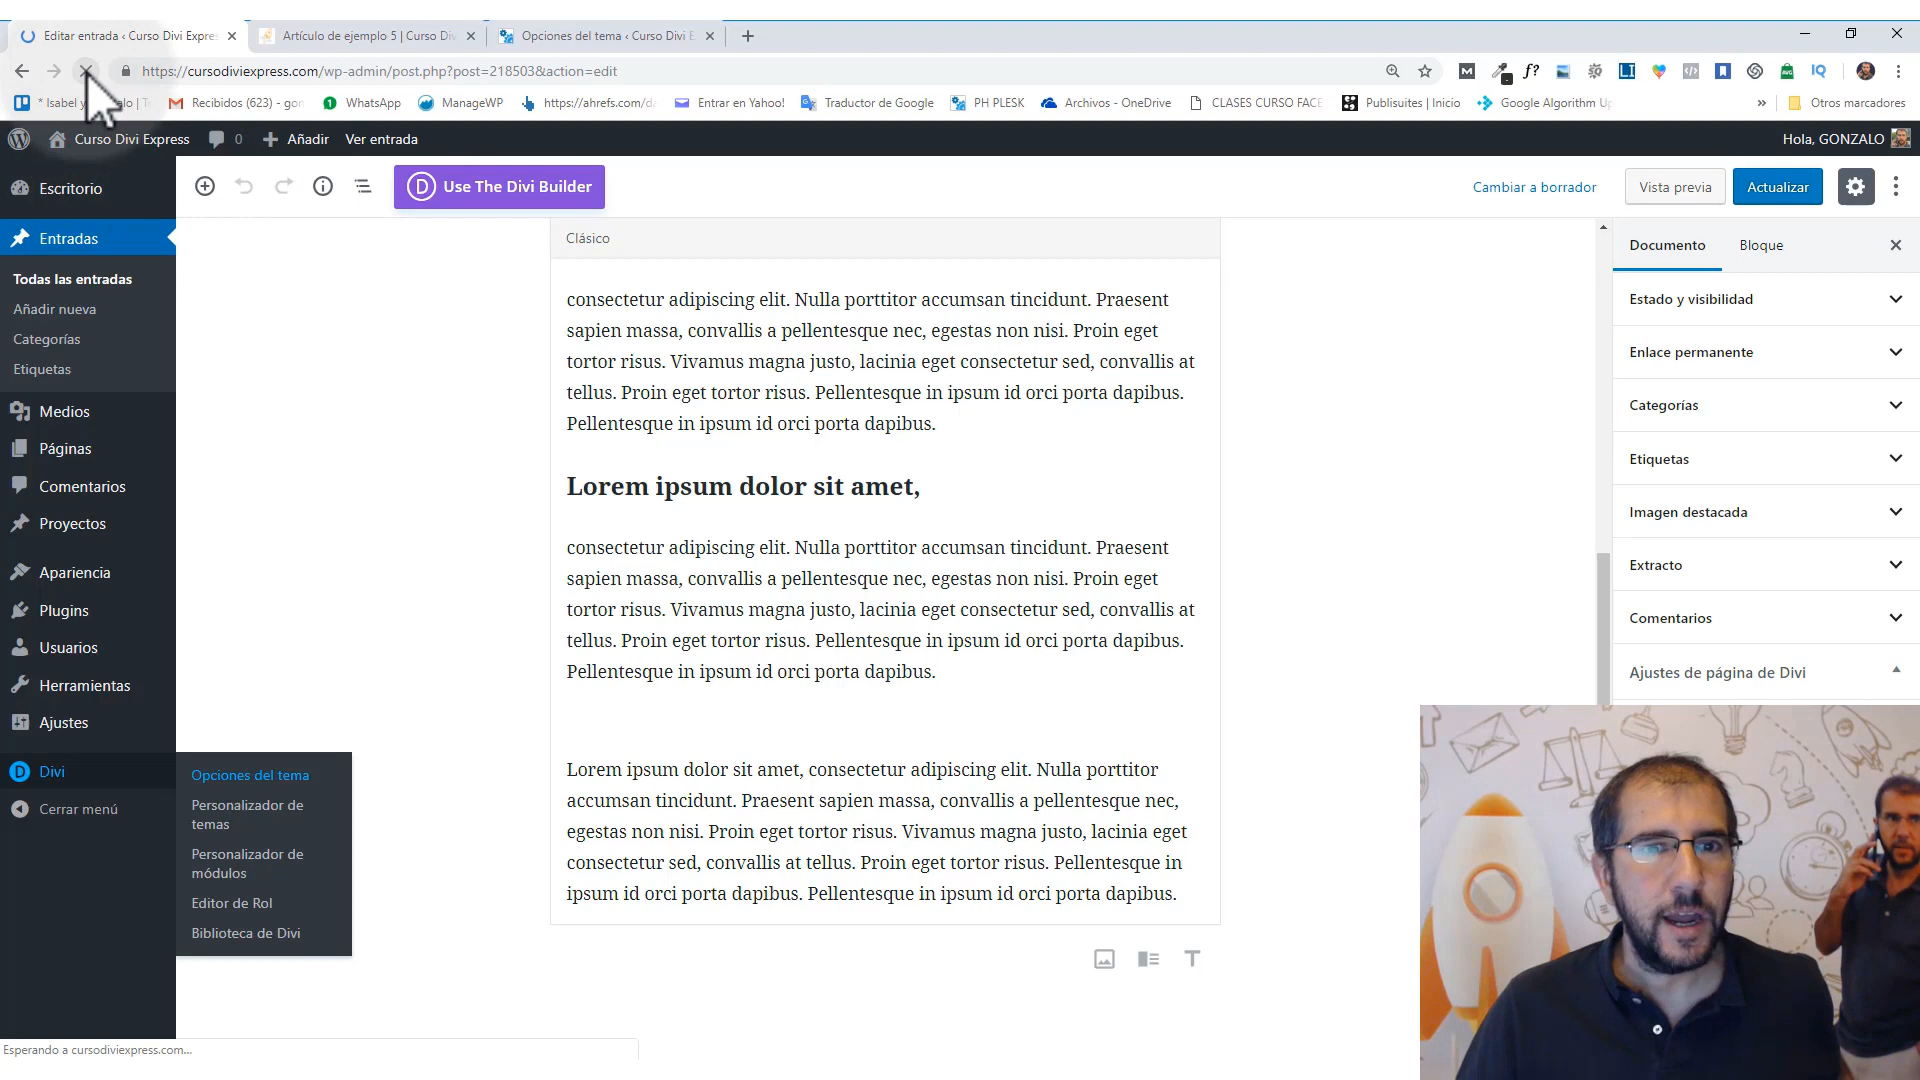 Editar entrada ‹ Curso Divi Expre
Artículo de ejemplo 5 | Curso Div
Opciones del tema ‹ Curso Divi E
https://cursodiviexpress.com/wp-admin/post.php?post=218503&action=edit
* Isabel y
Recibidos (623) - gon
WhatsApp
ManageWP
https://ahrefs.com/da
Entrar en Yahoo!
Traductor de Google
PH PLESK
Archivos - OneDrive
CLASES CURSO FACE
Publisuites | Inicio
Google Algorithm Up
»
Otros marcadores
Curso Divi Express
0
Añadir
Ver entrada
Hola, GONZALO
Escritorio
Entradas
Todas las entradas
Añadir nueva
Categorías
Etiquetas
Medios
Páginas
Comentarios
Proyectos
Apariencia
Plugins
Usuarios
Herramientas
Ajustes
Divi
Cerrar menú
Opciones del tema
Personalizador de
temas
Personalizador de
módulos
Editor de Rol
Biblioteca de Divi
Use The Divi Builder
Cambiar a borrador
Vista previa
Actualizar
Clásico
consectetur adipiscing elit. Nulla porttitor accumsan tincidunt. Praesent
sapien massa, convallis a pellentesque nec, egestas non nisi. Proin eget
tortor risus. Vivamus magna justo, lacinia eget consectetur sed, convallis at
tellus. Proin eget tortor risus. Pellentesque in ipsum id orci porta dapibus.
Pellentesque in ipsum id orci porta dapibus.
Lorem ipsum dolor sit amet,
consectetur adipiscing elit. Nulla porttitor accumsan tincidunt. Praesent
sapien massa, convallis a pellentesque nec, egestas non nisi. Proin eget
tortor risus. Vivamus magna justo, lacinia eget consectetur sed, convallis at
tellus. Proin eget tortor risus. Pellentesque in ipsum id orci porta dapibus.
Pellentesque in ipsum id orci porta dapibus.
Lorem ipsum dolor sit amet, consectetur adipiscing elit. Nulla porttitor
accumsan tincidunt. Praesent sapien massa, convallis a pellentesque nec,
egestas non nisi. Proin eget tortor risus. Vivamus magna justo, lacinia eget
consectetur sed, convallis at tellus. Proin eget tortor risus. Pellentesque in
ipsum id orci porta dapibus. Pellentesque in ipsum id orci porta dapibus.
Documento
Bloque
Estado y visibilidad
Enlace permanente
Categorías
Etiquetas
Imagen destacada
Extracto
Comentarios
Ajustes de página de Divi
Esperando a cursodiviexpress.com...